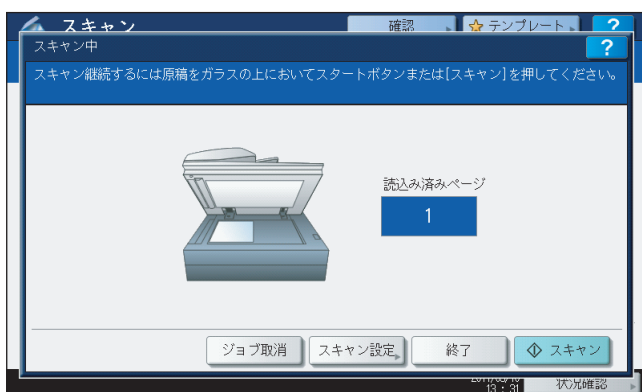 スキャン
確認
テンプレート
?
スキャン中
?
スキャン継続するには原稿をガラスの上においてスタートボタンまたは[スキャン]を押してください。
読込み済みページ
1
ジョブ取消
スキャン設定
終了
スキャン
13:31
状況確認